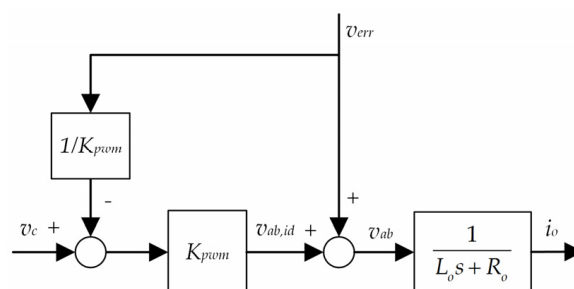 verr
1/Kpwm
-
+
vc +
Kpwm
vab,id +
vab
1
Los+Ro
io